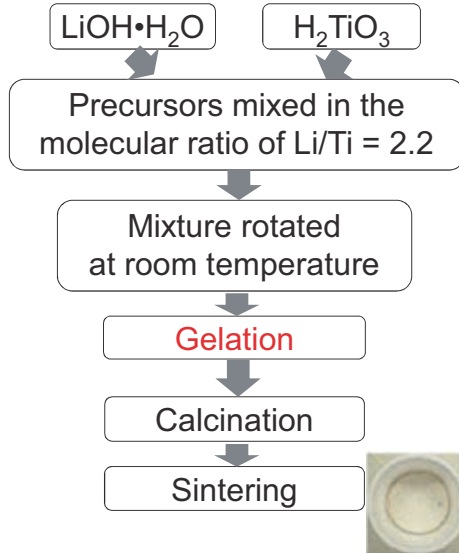 LiOH•H₂O
H₂TiO₃
Precursors mixed in the
molecular ratio of Li/Ti = 2.2
Mixture rotated
at room temperature
Gelation
Calcination
Sintering